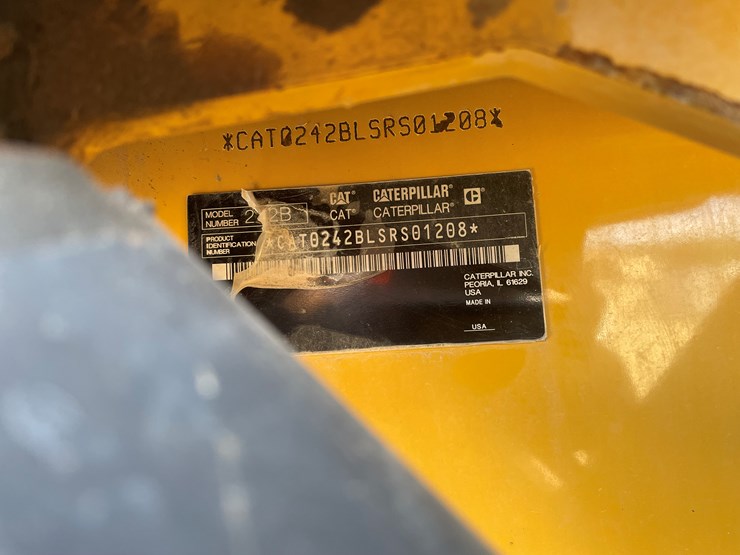 *CAT0242BLSRS01208*
CAT® CATERPILLAR®
CAT® CATERPILLAR®
MODEL NUMBER 242B
PRODUCT IDENTIFICATION NUMBER *CAT0242BLSRS01208*
CATERPILLAR INC.
PEORIA, IL 61629
USA
MADE IN
USA